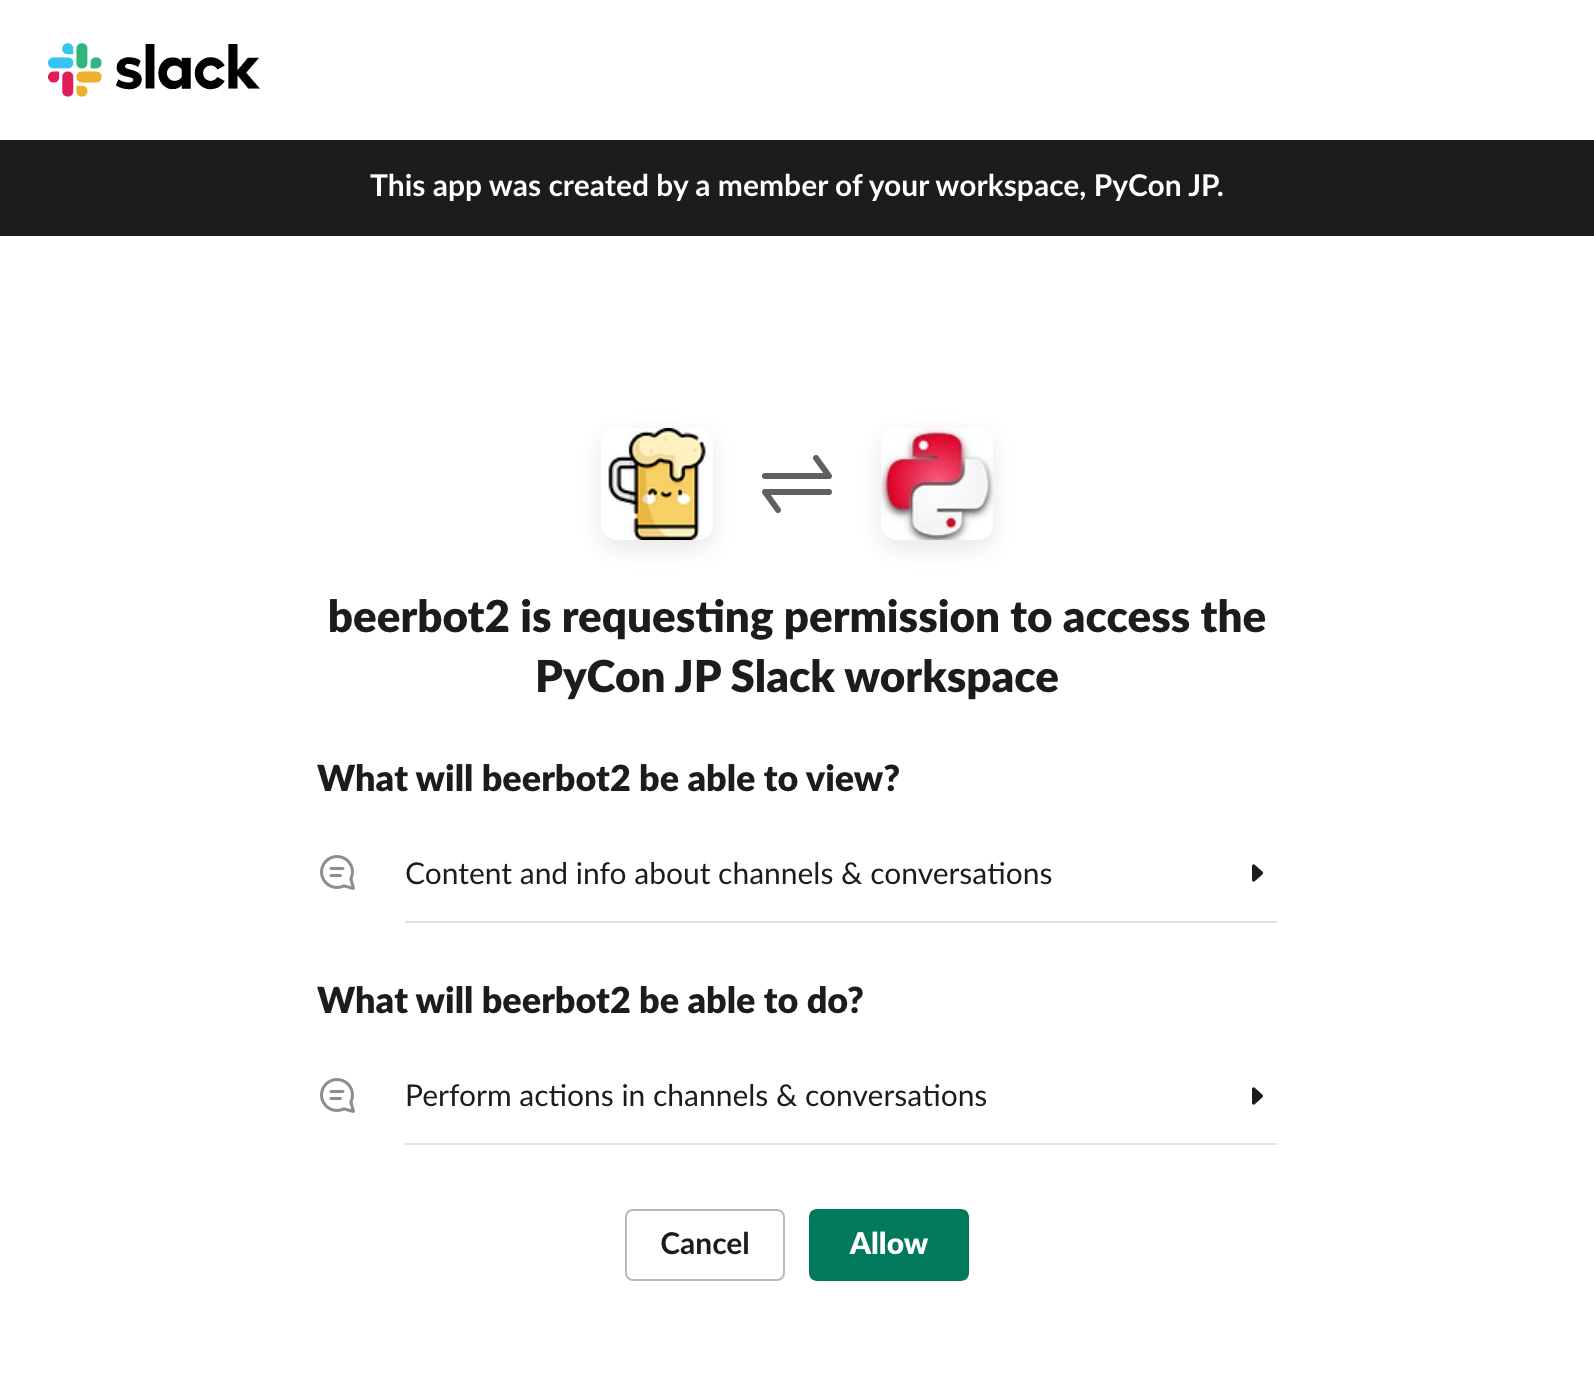 slack
This app was created by a member of your workspace, PyCon JP.
beerbot2 is requesting permission to access the
PyCon JP Slack workspace
What will beerbot2 be able to view?
Content and info about channels & conversations
What will beerbot2 be able to do?
Perform actions in channels & conversations
Cancel
Allow